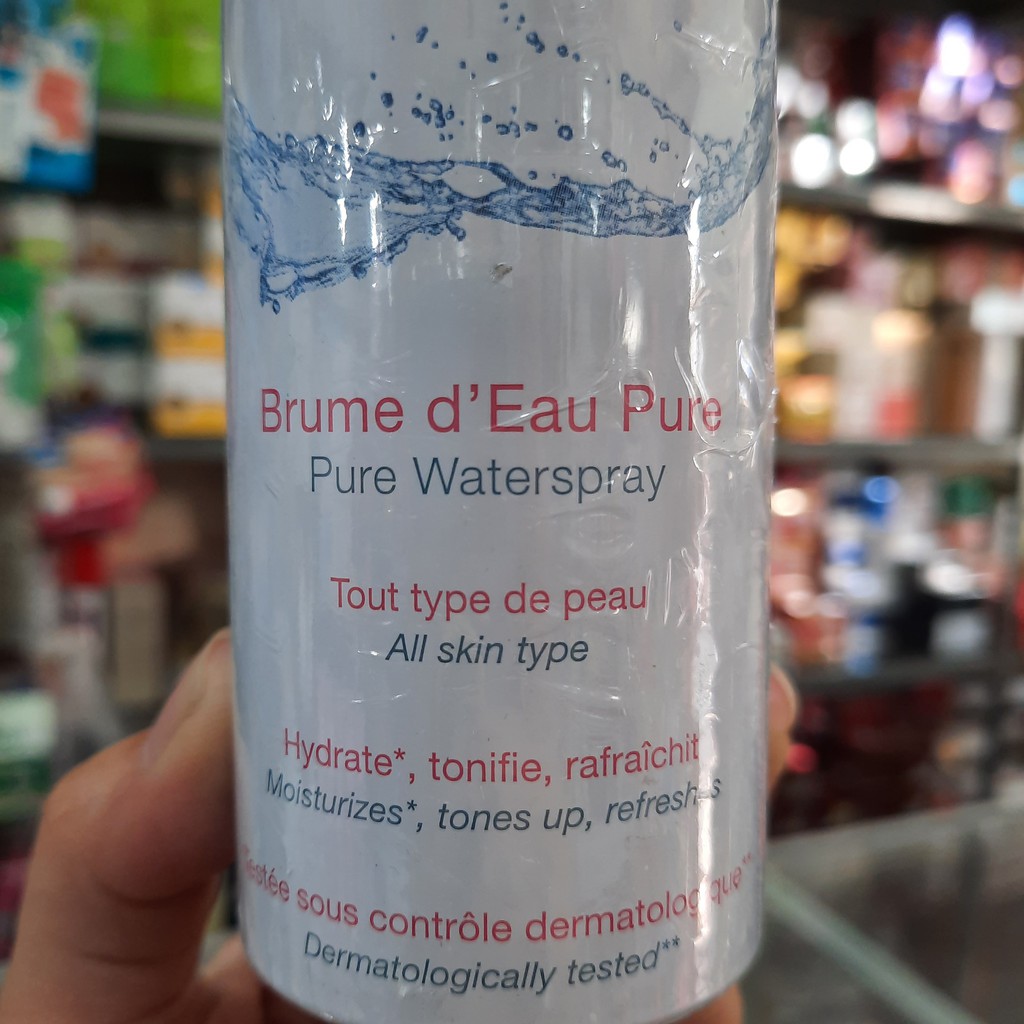 Brume d'Eau Pure
Pure Waterspray
Tout type de peau
All skin type
Hydrate*, tonifie, rafraîchit
Moisturizes*, tones up, refreshes
Testée sous contrôle dermatologique**
Dermatologically tested**